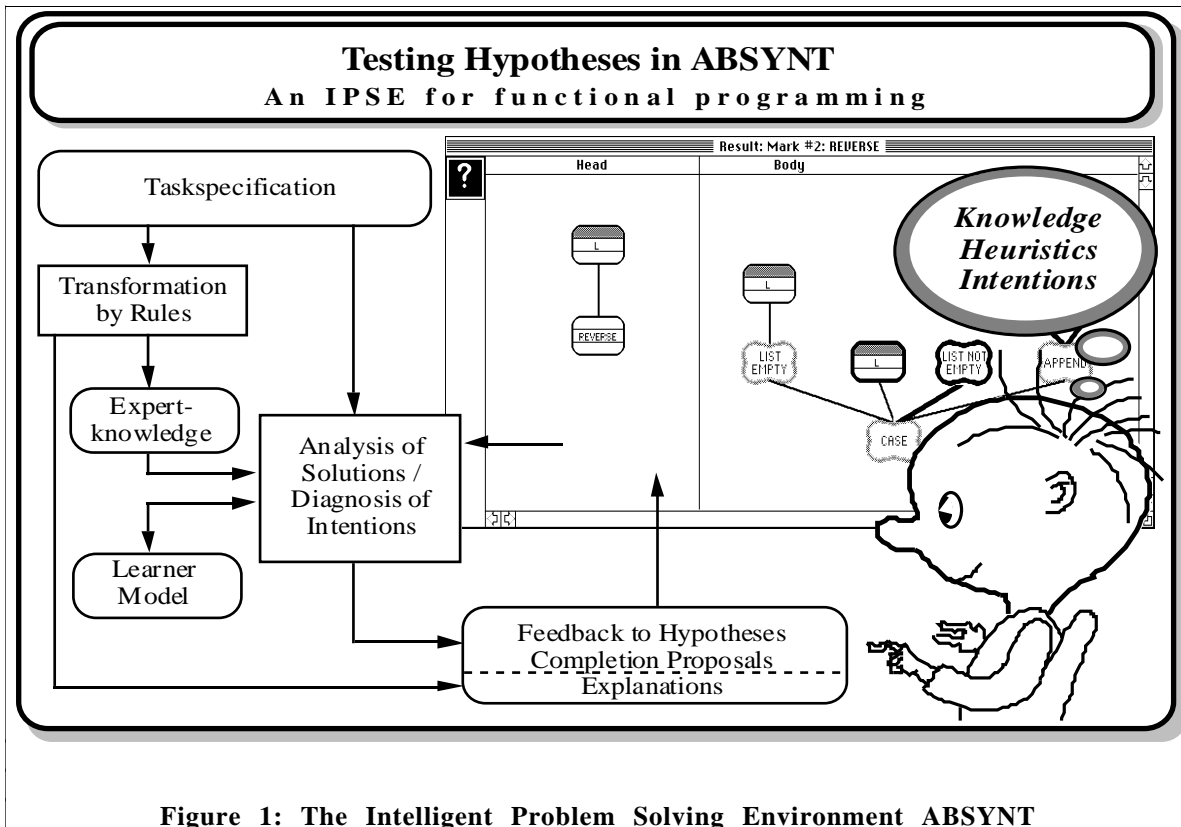 Testing Hypotheses in ABSYNT
An IPSE for functional programming
Taskspecification
Transformation
by Rules
Expert-
knowledge
Learner
Model
Analysis of
Solutions /
Diagnosis of
Intentions
Result: Mark #2: REVERSE
?
Head
Body
L
REVERSE
L
LIST
EMPTY
L
LIST NOT
EMPTY
APPEND
CASE
Knowledge
Heuristics
Intentions
Feedback to Hypotheses
Completion Proposals
Explanations
Figure 1: The Intelligent Problem Solving Environment ABSYNT